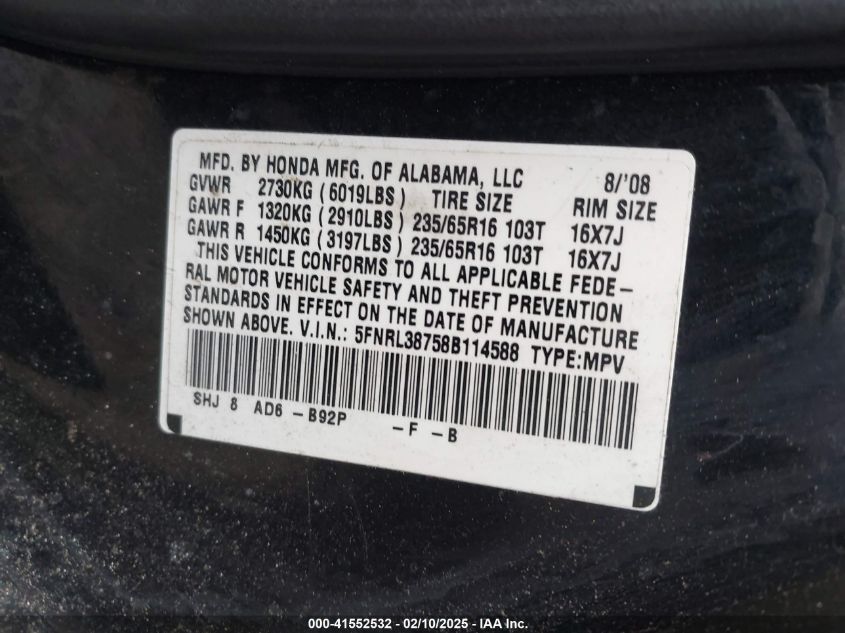 MFD. BY HONDA MFG. OF ALABAMA, LLC 8/'08
GVWR 2730KG (6019LBS) TIRE SIZE RIM SIZE
GAWR F 1320KG (2910LBS) 235/65R16 103T 16X7J
GAWR R 1450KG (3197LBS) 235/65R16 103T 16X7J
THIS VEHICLE CONFORMS TO ALL APPLICABLE FEDE-
RAL MOTOR VEHICLE SAFETY AND THEFT PREVENTION
STANDARDS IN EFFECT ON THE DATE OF MANUFACTURE
SHOWN ABOVE. V.I.N.: 5FNRL38758B114588 TYPE:MPV
SHJ 8 AD6 -B92P -F -B
000-41552532 - 02/10/2025 - IAA Inc.